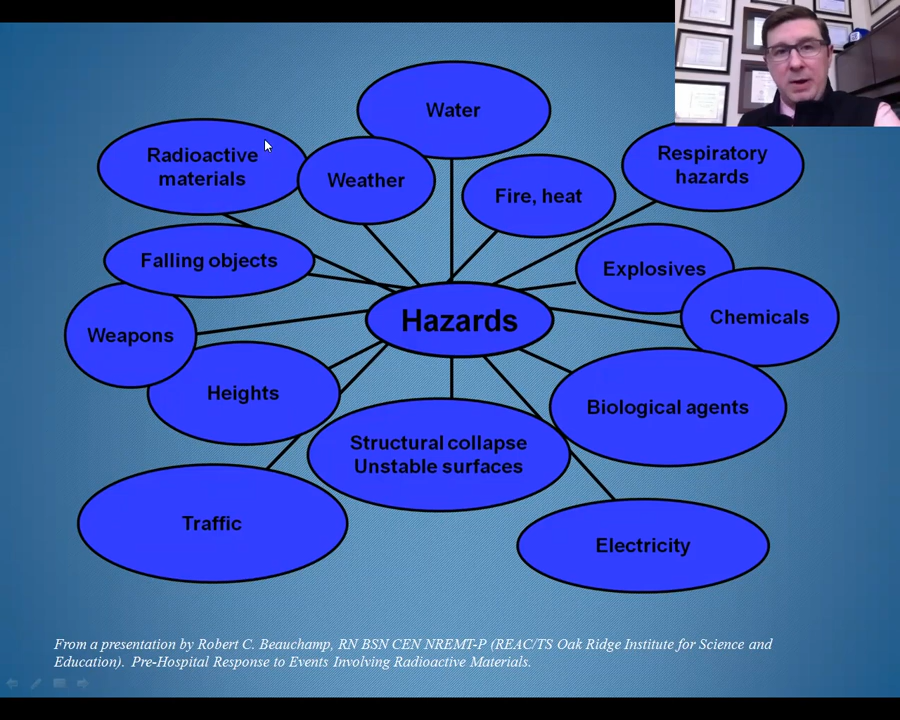 Water
Radioactive
materials
Weather
Fire, heat
Respiratory
hazards
Falling objects
Explosives
Weapons
Hazards
Chemicals
Heights
Biological agents
Structural collapse
Unstable surfaces
Traffic
Electricity
From a presentation by Robert C. Beauchamp, RN BSN CEN NREMT-P (REAC/TS Oak Ridge Institute for Science and
Education).  Pre-Hospital Response to Events Involving Radioactive Materials.